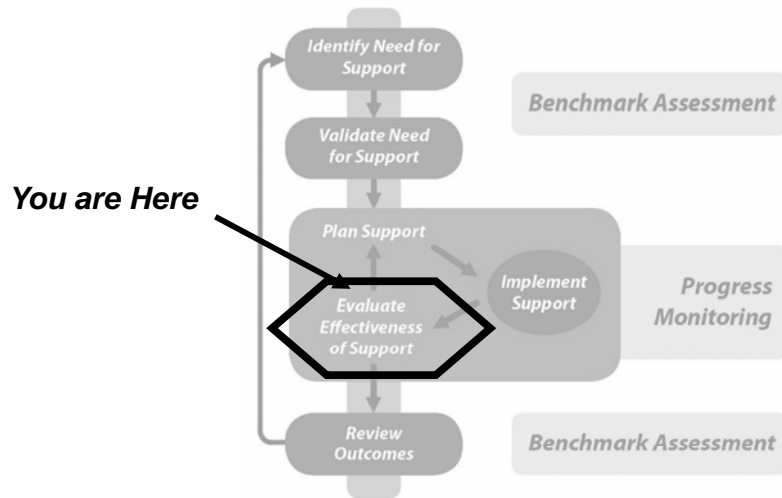 Identify Need for
Support
Benchmark Assessment
Validate Need
for Support
You are Here
Plan Support
Implement
Support
Progress
Monitoring
Evaluate
Effectiveness
of Support
Review
Outcomes
Benchmark Assessment